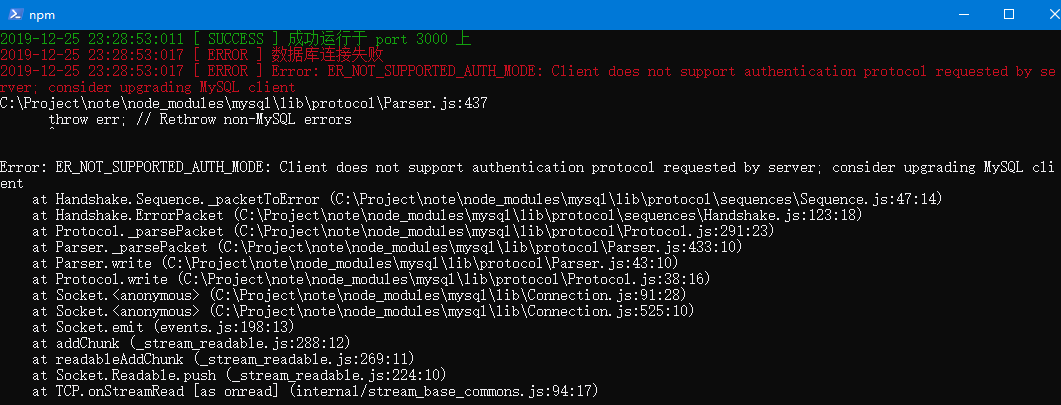 npm
2019-12-25 23:28:53:011 [ SUCCESS ] 成功运行于 port 3000 上
2019-12-25 23:28:53:017 [ ERROR ] 数据库连接失败
2019-12-25 23:28:53:017 [ ERROR ] Error: ER_NOT_SUPPORTED_AUTH_MODE: Client does not support authentication protocol requested by se
rver; consider upgrading MySQL client
C:\Project\note\node_modules\mysql\lib\protocol\Parser.js:437
throw err; // Rethrow non-MySQL errors
^
Error: ER_NOT_SUPPORTED_AUTH_MODE: Client does not support authentication protocol requested by server; consider upgrading MySQL cli
ent
at Handshake.Sequence._packetToError (C:\Project\note\node_modules\mysql\lib\protocol\sequences\Sequence.js:47:14)
at Handshake.ErrorPacket (C:\Project\note\node_modules\mysql\lib\protocol\sequences\Handshake.js:123:18)
at Protocol._parsePacket (C:\Project\note\node_modules\mysql\lib\protocol\Protocol.js:291:23)
at Parser._parsePacket (C:\Project\note\node_modules\mysql\lib\protocol\Parser.js:433:10)
at Parser.write (C:\Project\note\node_modules\mysql\lib\protocol\Parser.js:43:10)
at Protocol.write (C:\Project\note\node_modules\mysql\lib\protocol\Protocol.js:38:16)
at Socket.<anonymous> (C:\Project\note\node_modules\mysql\lib\Connection.js:91:28)
at Socket.<anonymous> (C:\Project\note\node_modules\mysql\lib\Connection.js:525:10)
at Socket.emit (events.js:198:13)
at addChunk (_stream_readable.js:288:12)
at readableAddChunk (_stream_readable.js:269:11)
at Socket.Readable.push (_stream_readable.js:224:10)
at TCP.onStreamRead [as onread] (internal/stream_base_commons.js:94:17)